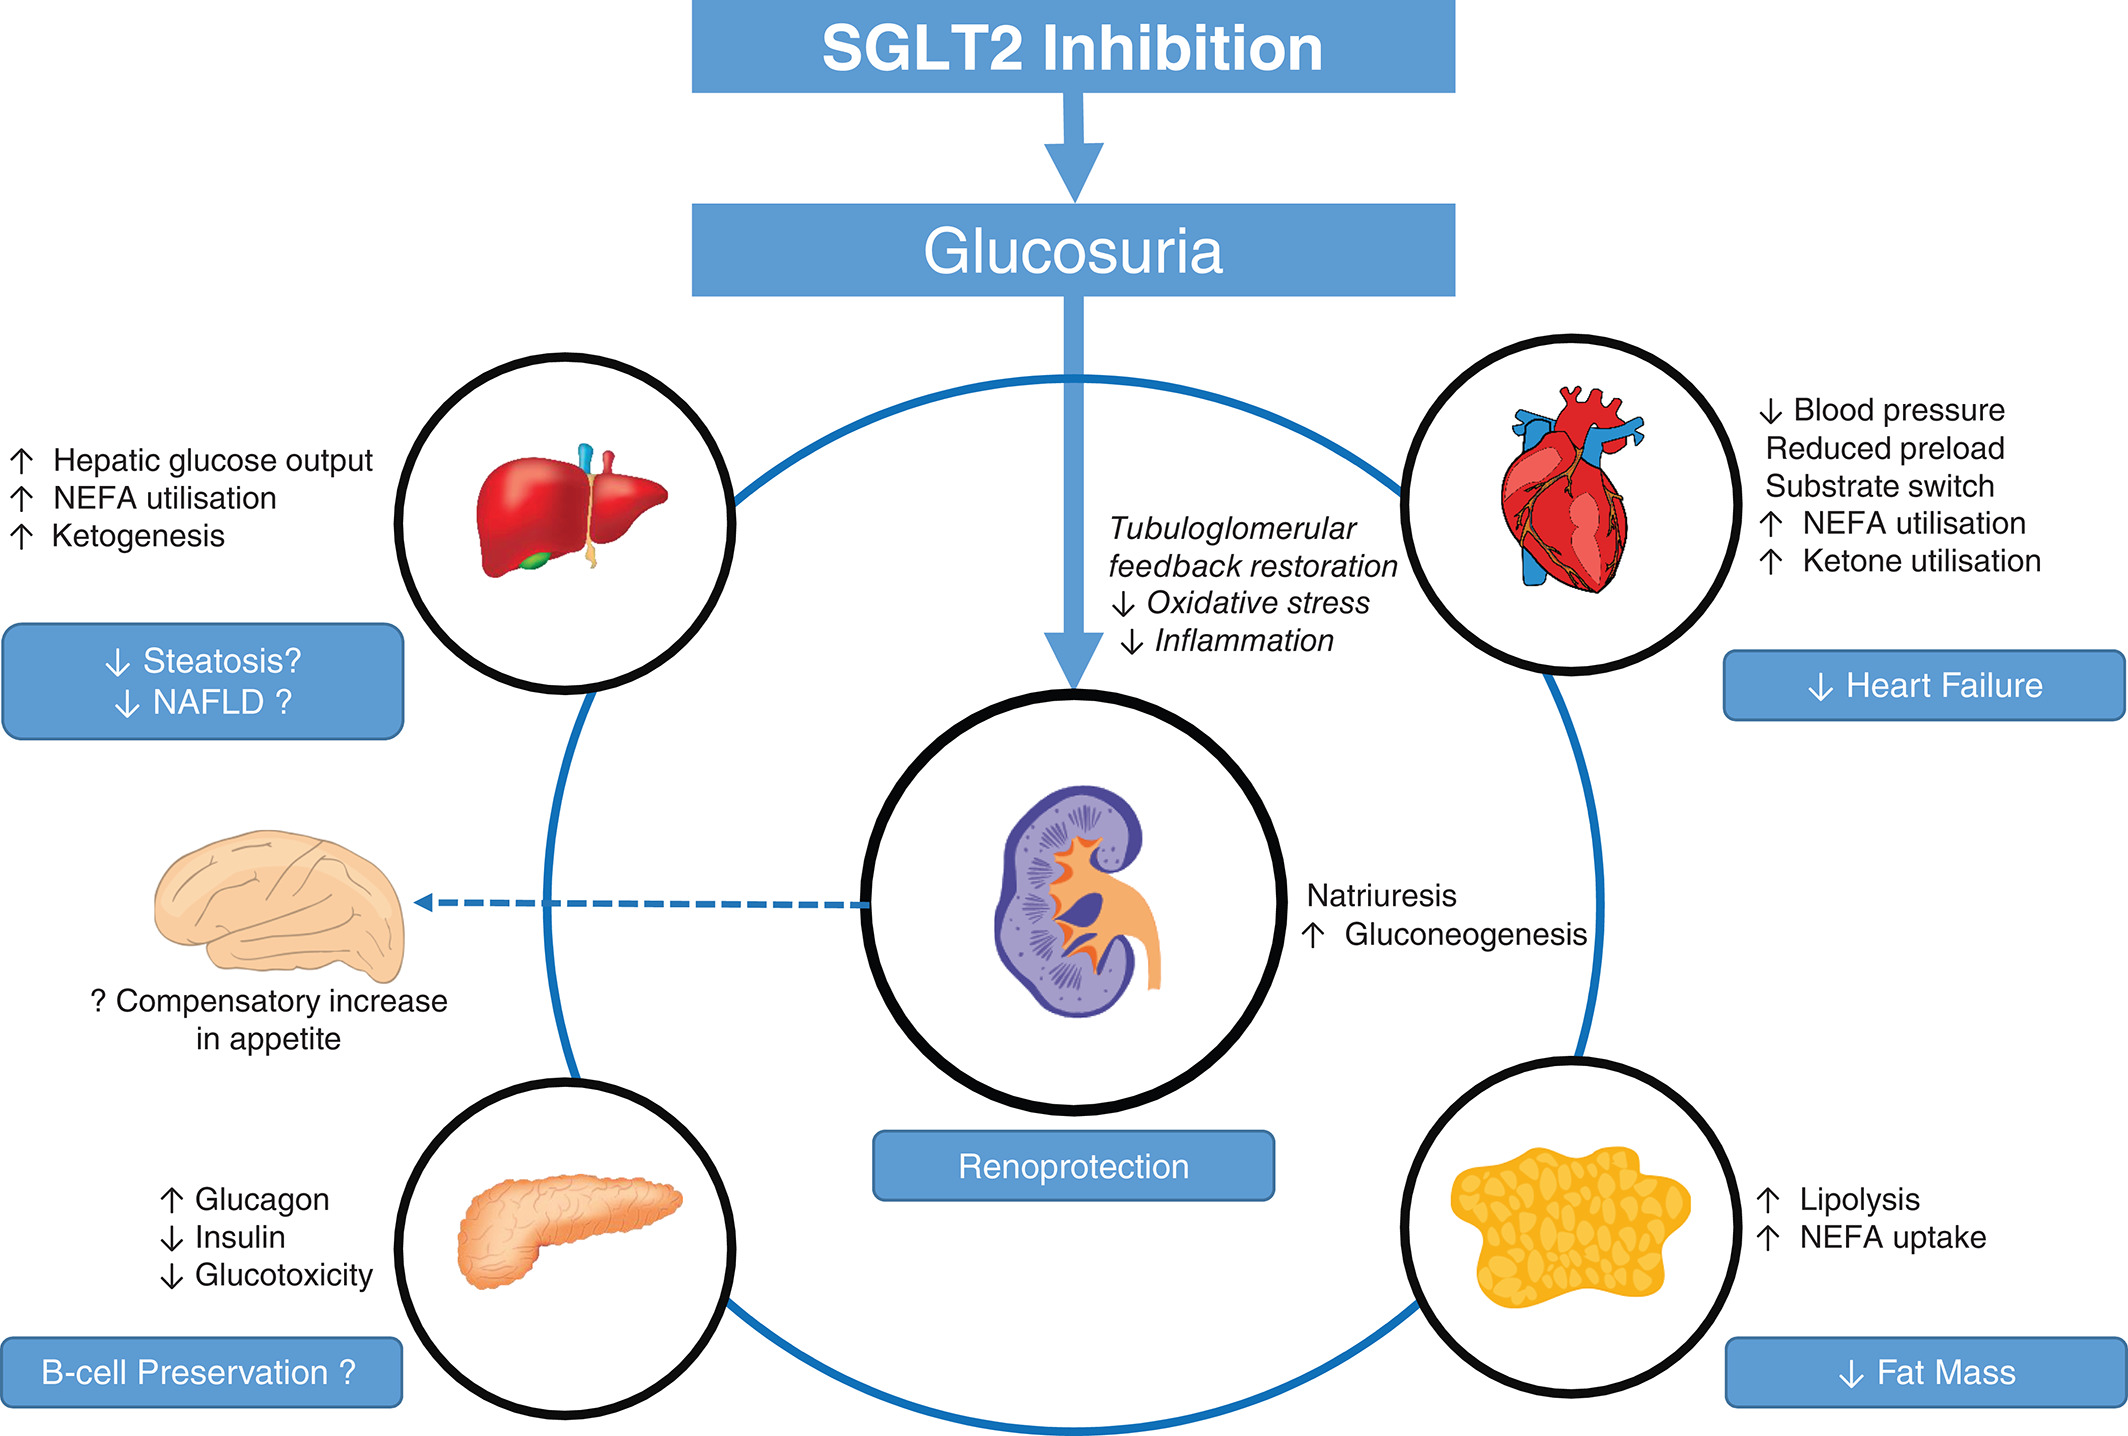 SGLT2 Inhibition
Glucosuria
↑ Hepatic glucose output
↑ NEFA utilisation
↑ Ketogenesis
↓ Steatosis?
↓ NAFLD ?
Tubuloglomerular
feedback restoration
↓ Oxidative stress
↓ Inflammation
↓ Blood pressure
Reduced preload
Substrate switch
↑ NEFA utilisation
↑ Ketone utilisation
↓ Heart Failure
? Compensatory increase
in appetite
Natriuresis
↑ Gluconeogenesis
Renoprotection
↑ Glucagon
↓ Insulin
↓ Glucotoxicity
B-cell Preservation ?
↑ Lipolysis
↑ NEFA uptake
↓ Fat Mass